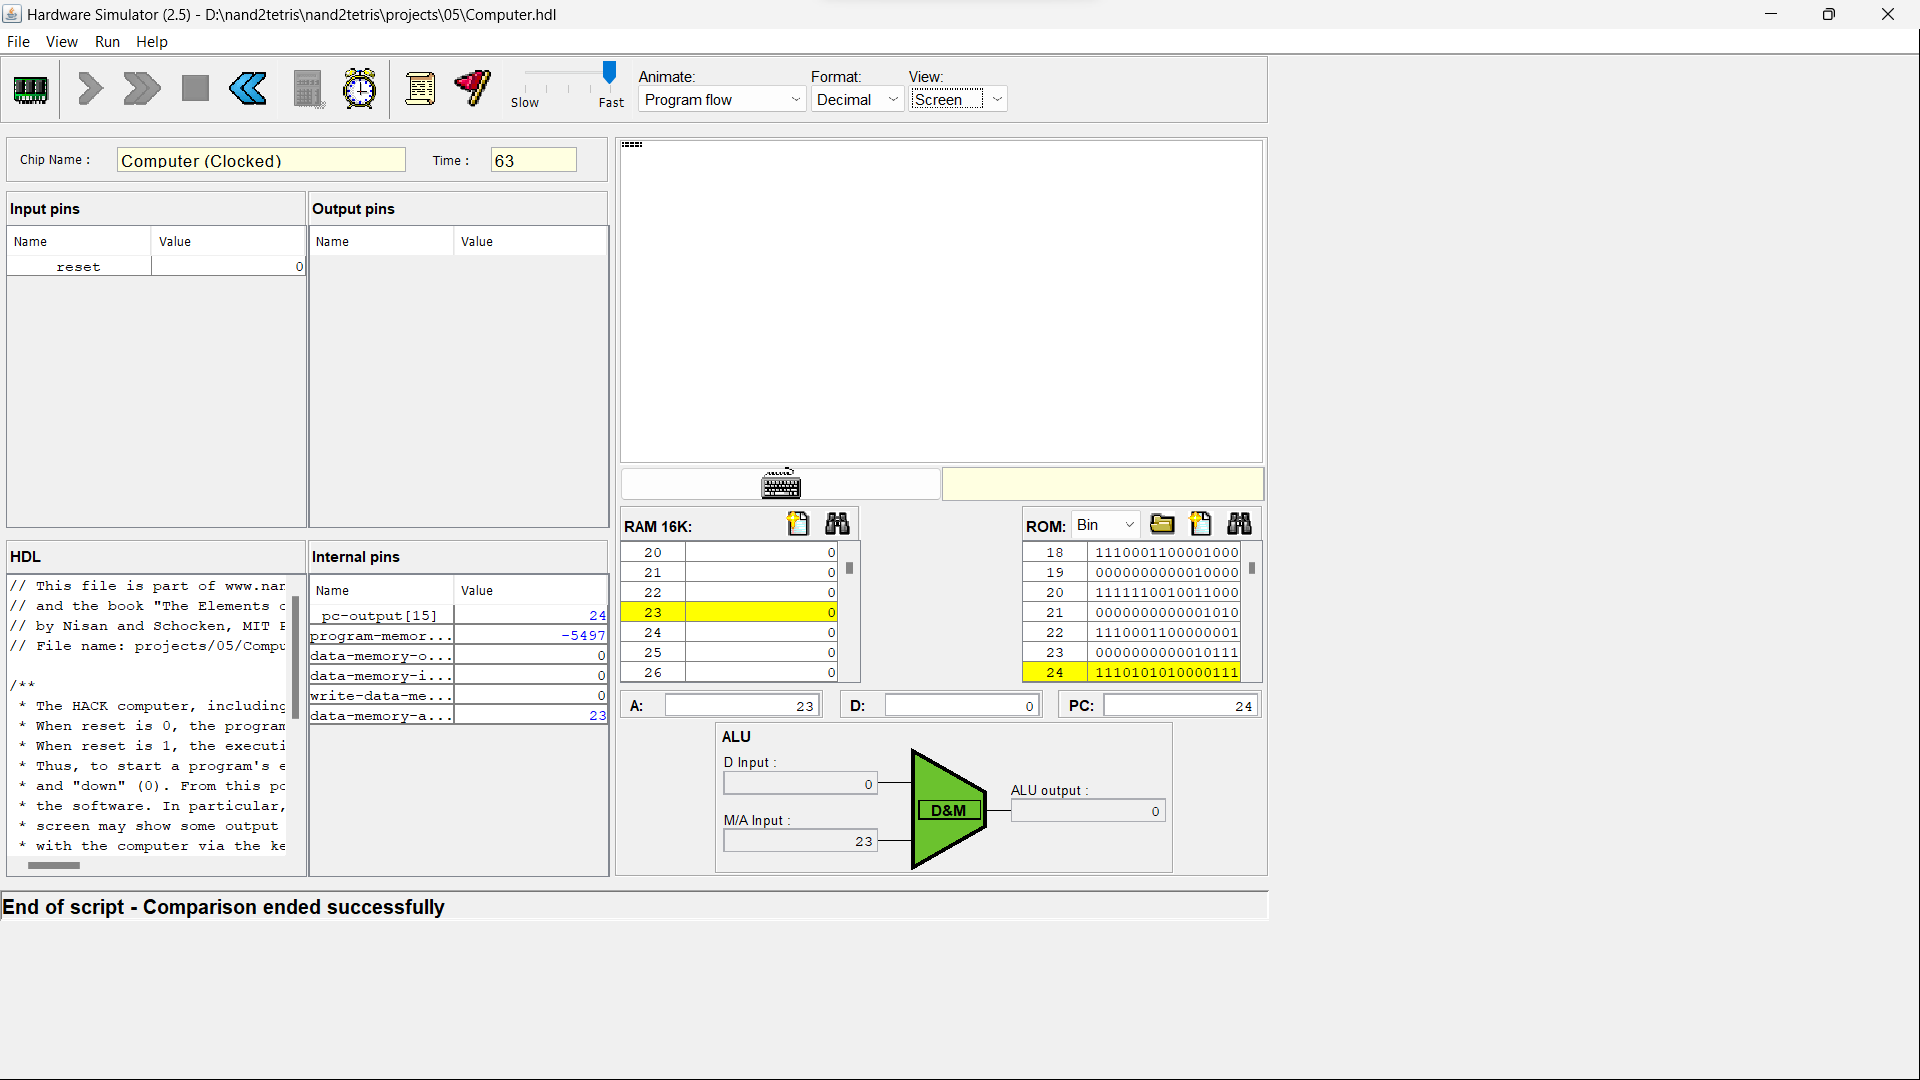 Hardware Simulator (2.5) - D:\nand2tetris\nand2tetris\projects\05\Computer.hdl
File View Run Help
Slow Fast
Animate: Format: View:
Program flow Decimal Screen
Chip Name : Computer (Clocked) Time : 63
Input pins
Name Value
reset 0
Output pins
Name Value
HDL
// This file is part of www.nan
// and the book "The Elements o
// by Nisan and Schocken, MIT P
// File name: projects/05/Compu
/**
* The HACK computer, including
* When reset is 0, the program
* When reset is 1, the executi
* Thus, to start a program's e
* and "down" (0). From this po
* the software. In particular,
* screen may show some output
* with the computer via the ke
Internal pins
Name Value
pc-output[15] 24
program-memor... -5497
data-memory-o... 0
data-memory-i... 0
write-data-me... 0
data-memory-a... 23
RAM 16K:
20 0
21 0
22 0
23 0
24 0
25 0
26 0
ROM: Bin
18 1110001100001000
19 0000000000010000
20 1111110010011000
21 0000000000001010
22 1110001100000001
23 0000000000010111
24 1110101010000111
A: 23 D: 0 PC: 24
ALU
D Input :
0
M/A Input :
23
D&M
ALU output :
0
End of script - Comparison ended successfully